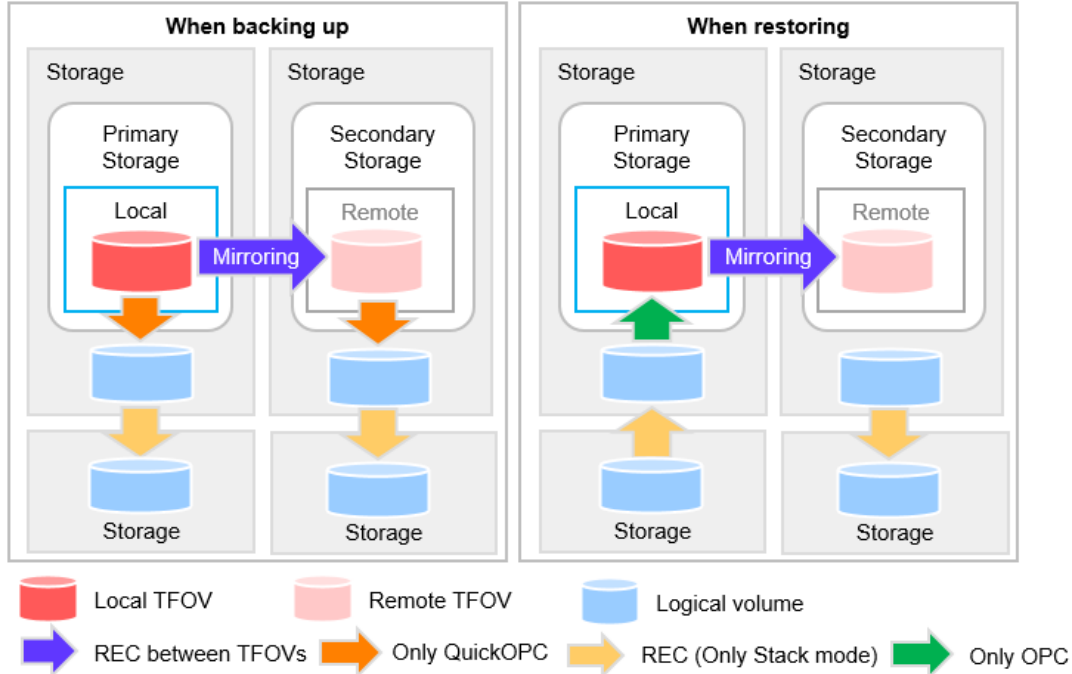 When backing up
Storage
Primary
Storage
Local
Mirroring
Storage
Secondary
Storage
Remote
Storage
Storage
When restoring
Storage
Primary
Storage
Local
Mirroring
Storage
Secondary
Storage
Remote
Storage
Storage
Local TFOV
Remote TFOV
Logical volume
REC between TFOVs
Only QuickOPC
REC (Only Stack mode)
Only OPC